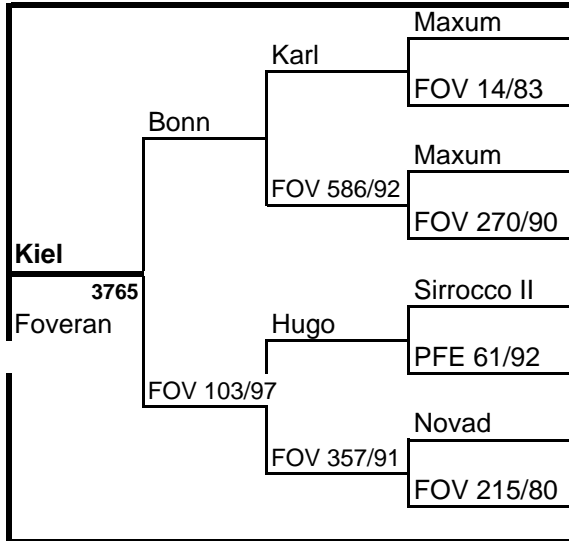 Maxum
Karl
FOV 14/83
Bonn
Maxum
FOV 586/92
FOV 270/90
Kiel
3765
Sirrocco II
Foveran
Hugo
PFE 61/92
FOV 103/97
Novad
FOV 357/91
FOV 215/80